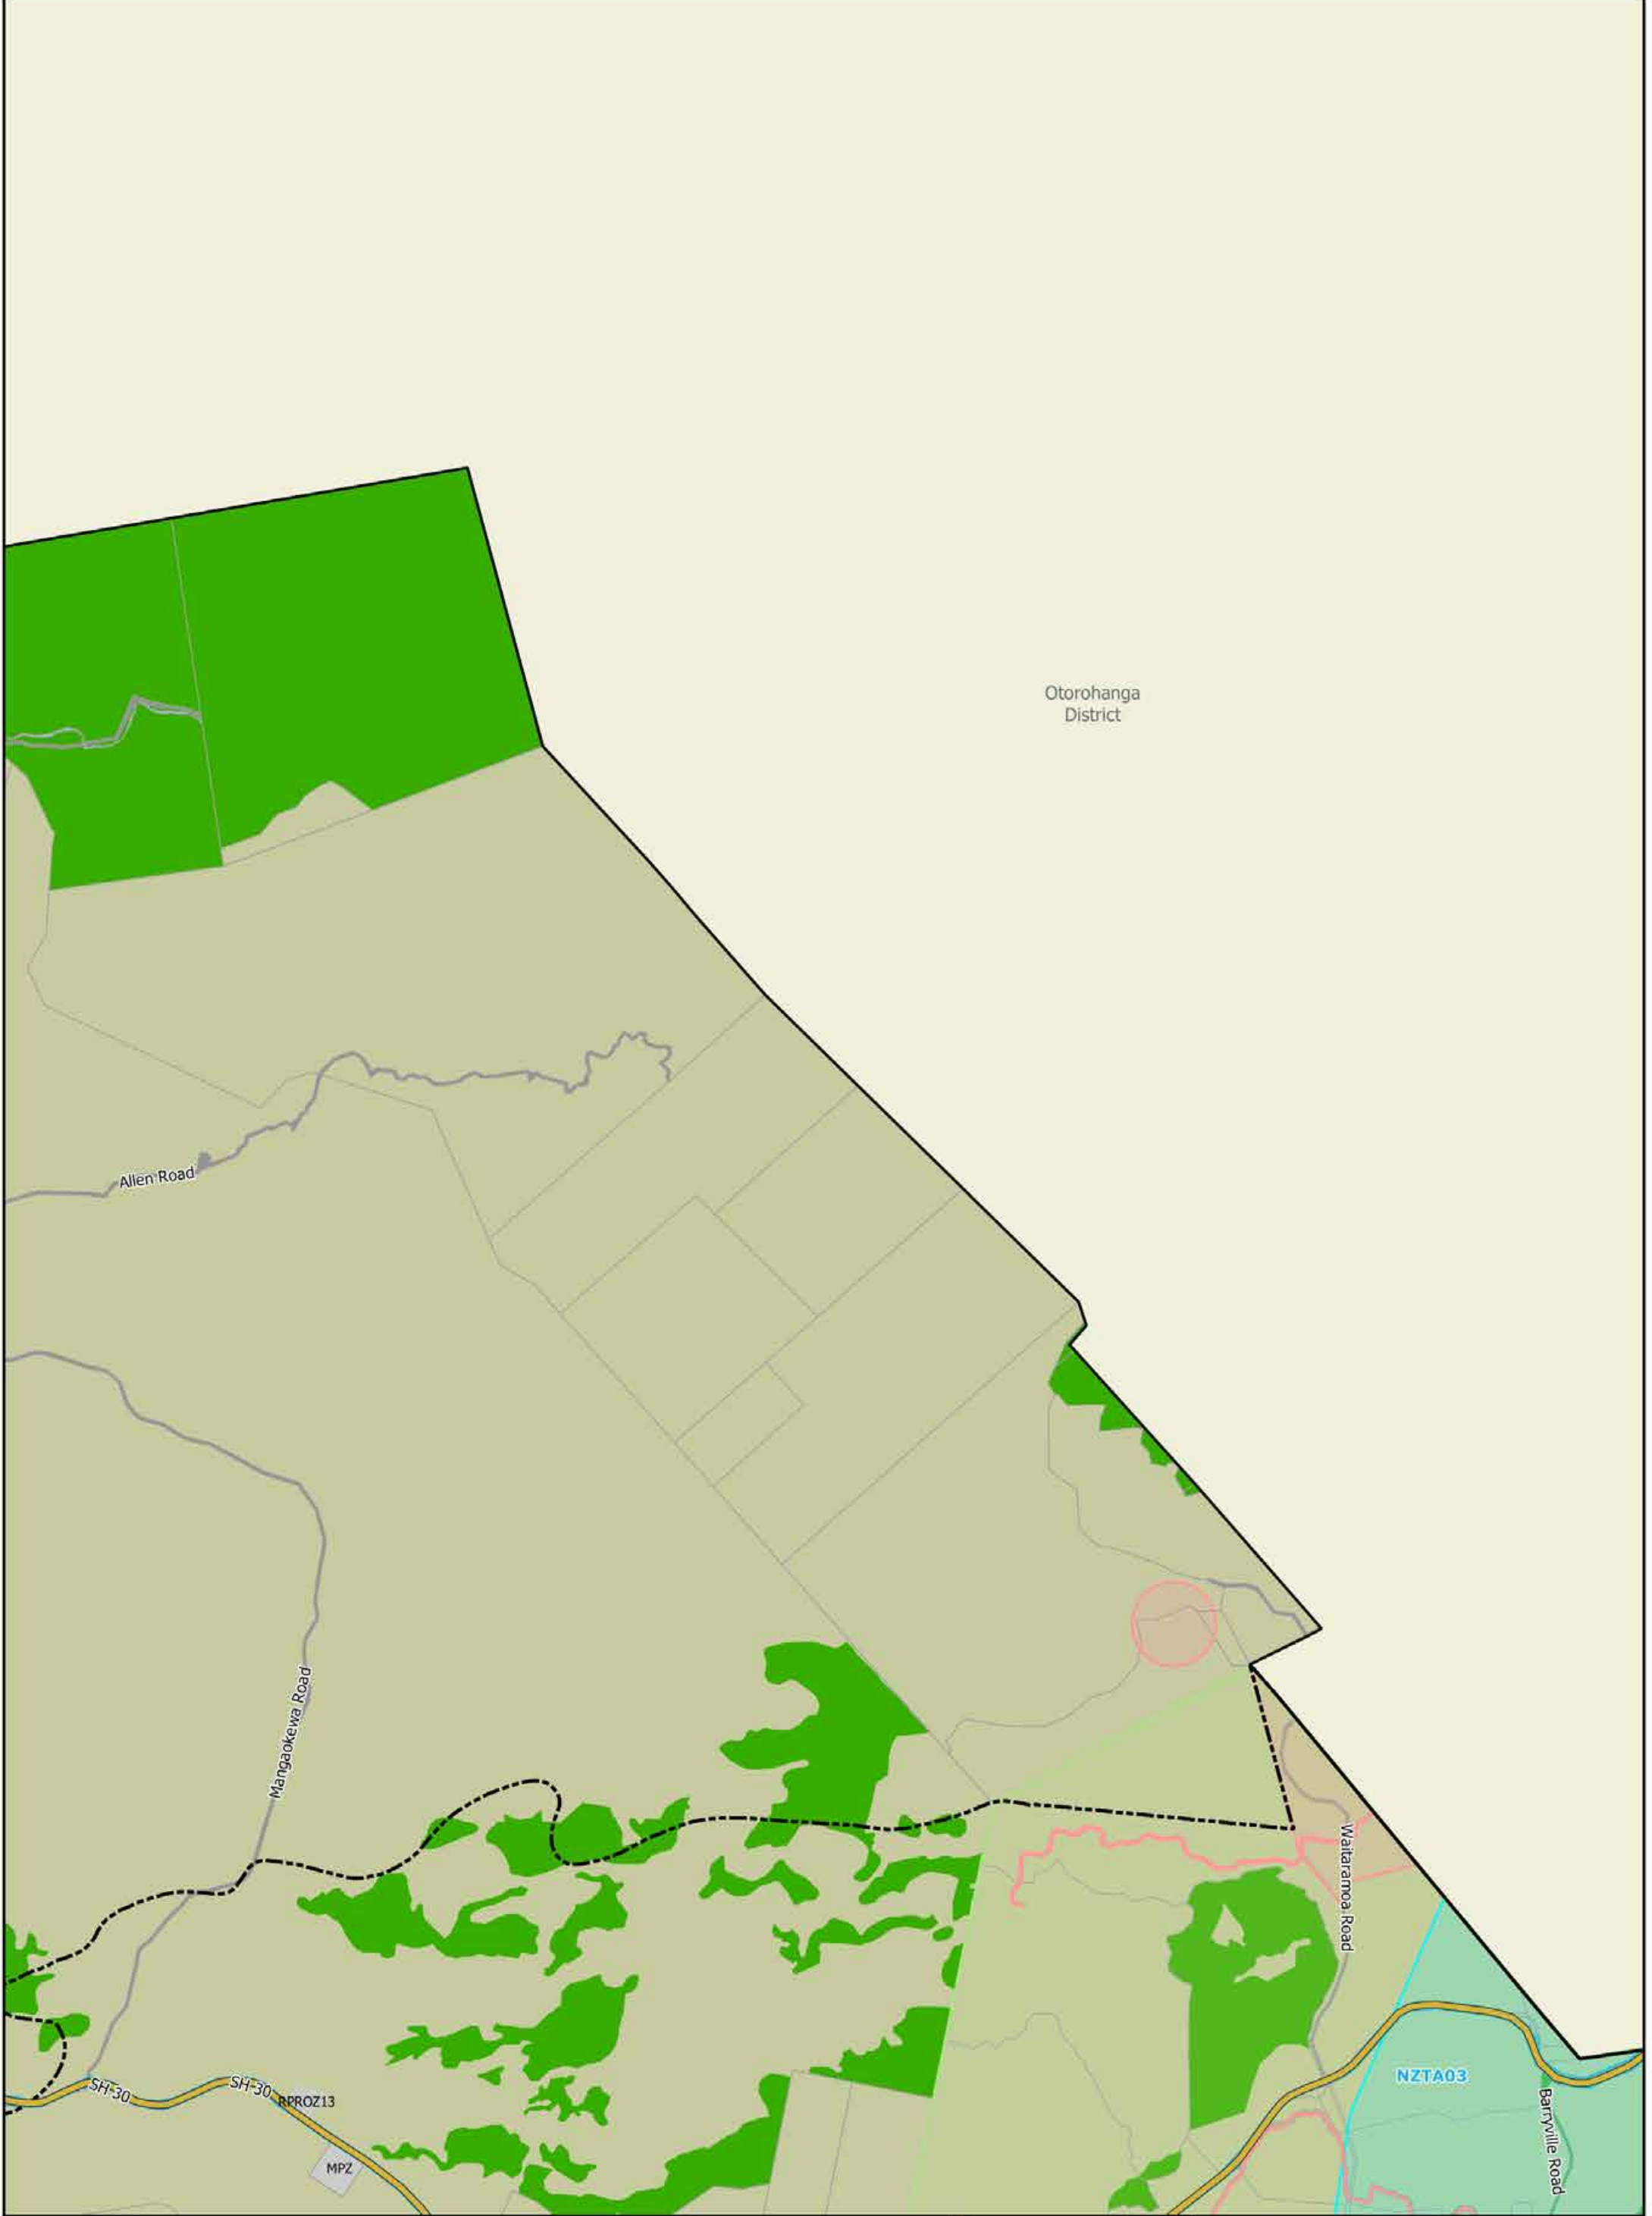 Otorohanga
District
Allen Road
Mangaokewa Road
Waitaramoa Road
NZTA03
SH-30
SH-30
RPROZ13
Barryville Road
MPZ